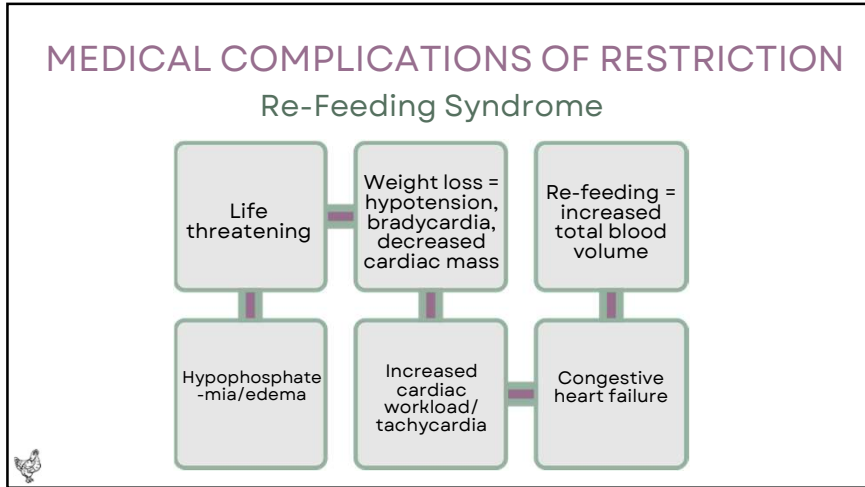 MEDICAL COMPLICATIONS OF RESTRICTION
Re-Feeding Syndrome
Life
threatening
Weight loss =
hypotension,
bradycardia,
decreased
cardiac mass
Re-feeding =
increased
total blood
volume
Hypophosphate
-mia/edema
Increased
cardiac
workload/
tachycardia
Congestive
heart failure